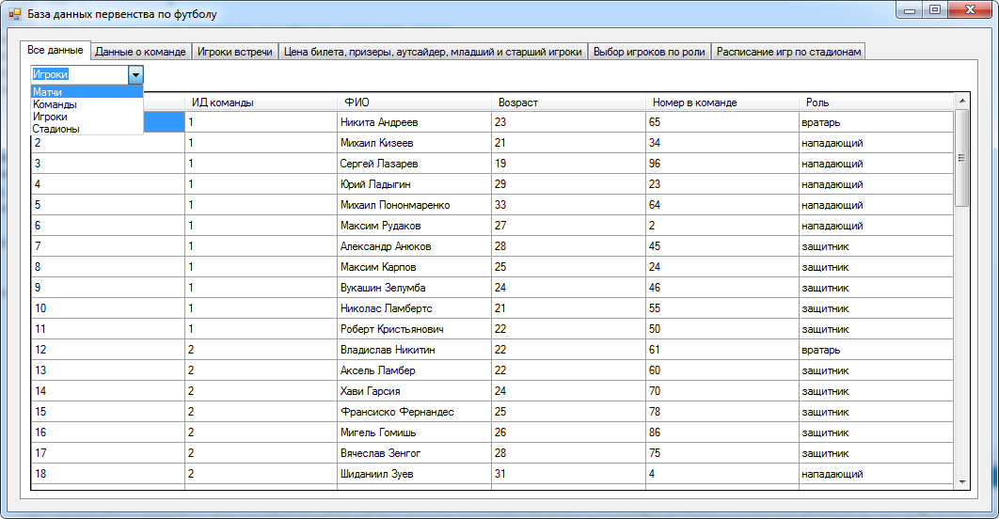 База данных первенства по футболу
Все данные Данные о команде Игроки встречи Цена билета, призеры, аутсайдер, младший и старший игроки Выбор игроков по роли Расписание игр по стадионам
Игроки
Матчи
Команды
Игроки
Стадионы
ИД команды ФИО Возраст Номер в команде Роль
1 Никита Андреев 23 65 вратарь
2 1 Михаил Кизеев 21 34 нападающий
3 1 Сергей Лазарев 19 96 нападающий
4 1 Юрий Ладыгин 29 23 нападающий
5 1 Михаил Пономмаренко 33 64 нападающий
6 1 Максим Рудаков 27 2 нападающий
7 1 Александр Анюков 28 45 защитник
8 1 Максим Карпов 25 24 защитник
9 1 Вукашин Зелумба 24 46 защитник
10 1 Николас Ламбертс 21 55 защитник
11 1 Роберт Кристьянович 22 50 защитник
12 2 Владислав Никитин 22 61 вратарь
13 2 Аксель Ламбер 22 60 защитник
14 2 Хави Гарсия 24 70 защитник
15 2 Франсиско Фернандес 25 78 защитник
16 2 Мигель Гомишь 26 86 защитник
17 2 Вячеслав Зенгог 28 75 защитник
18 2 Шиданиил Зуев 31 4 нападающий